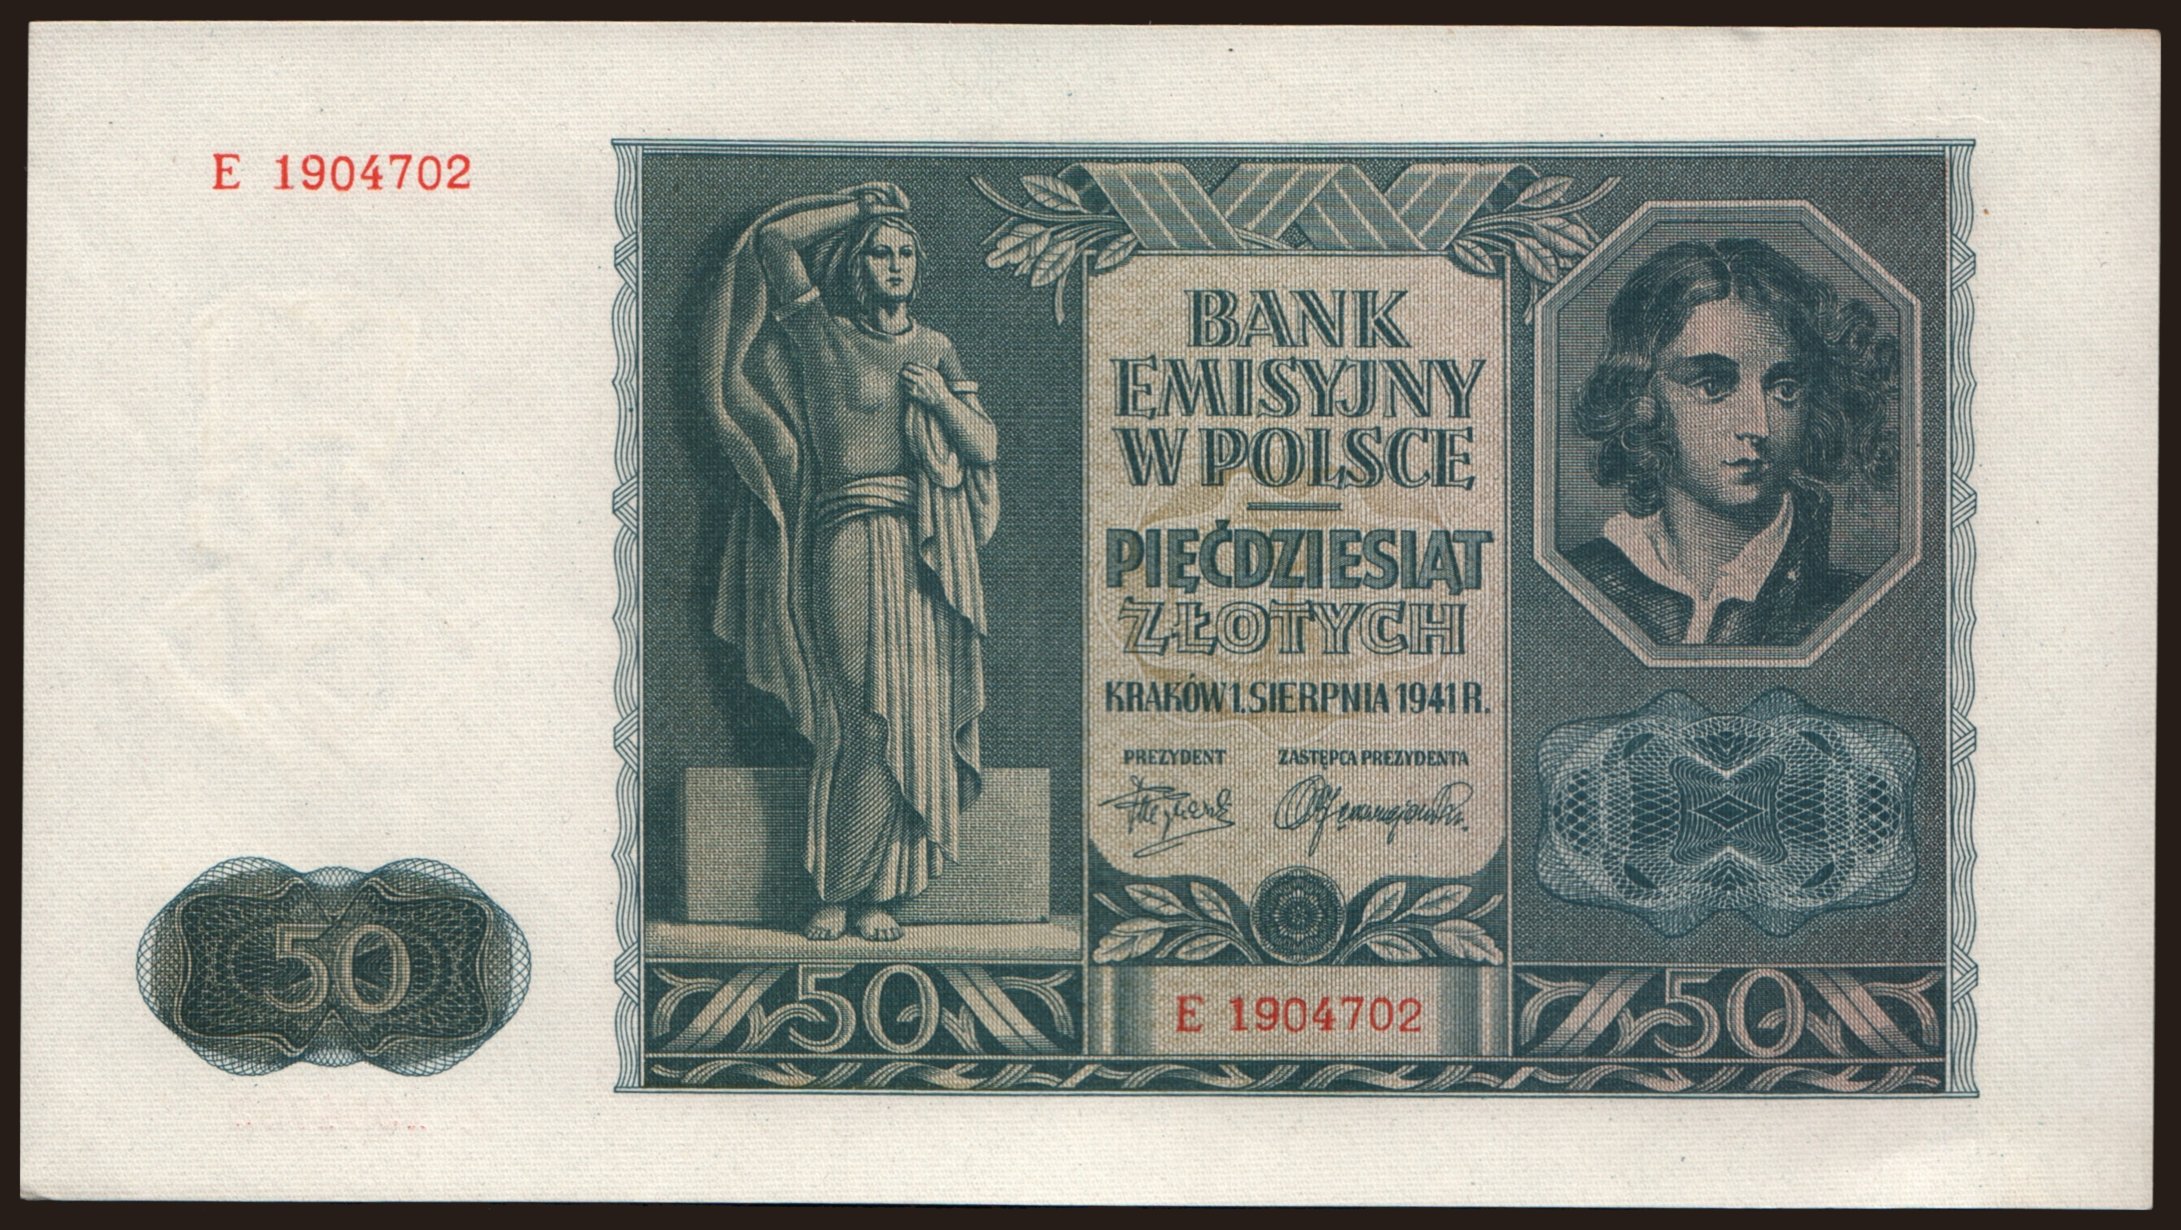 E 1904702
BANK
EMISYJNY
W POLSCE
PIĘĆDZIESIĄT
ZŁOTYCH
KRAKÓW 1. SIERPNIA 1941 R.
PREZYDENT ZASTĘPCA PREZYDENTA
50
50
E 1904702
50